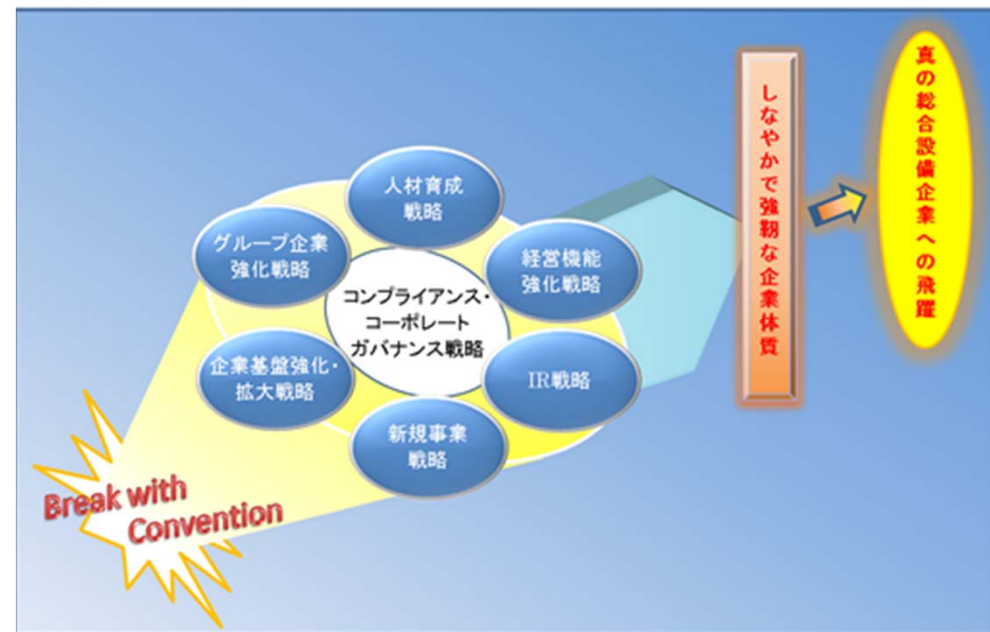 人材育成
戦略
グループ企業
強化戦略
経営機能
強化戦略
コンプライアンス・
コーポレート
ガバナンス戦略
企業基盤強化・
拡大戦略
IR戦略
新規事業
戦略
Break with
Convention
しなやかで強靭な企業体質
真の総合設備企業への飛躍